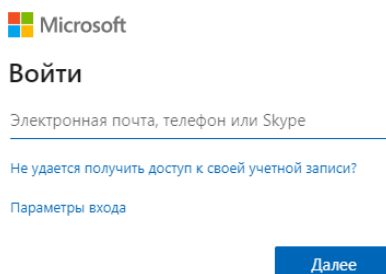 Microsoft
Войти
Электронная почта, телефон или Skype
Не удается получить доступ к своей учетной записи?
Параметры входа
Далее